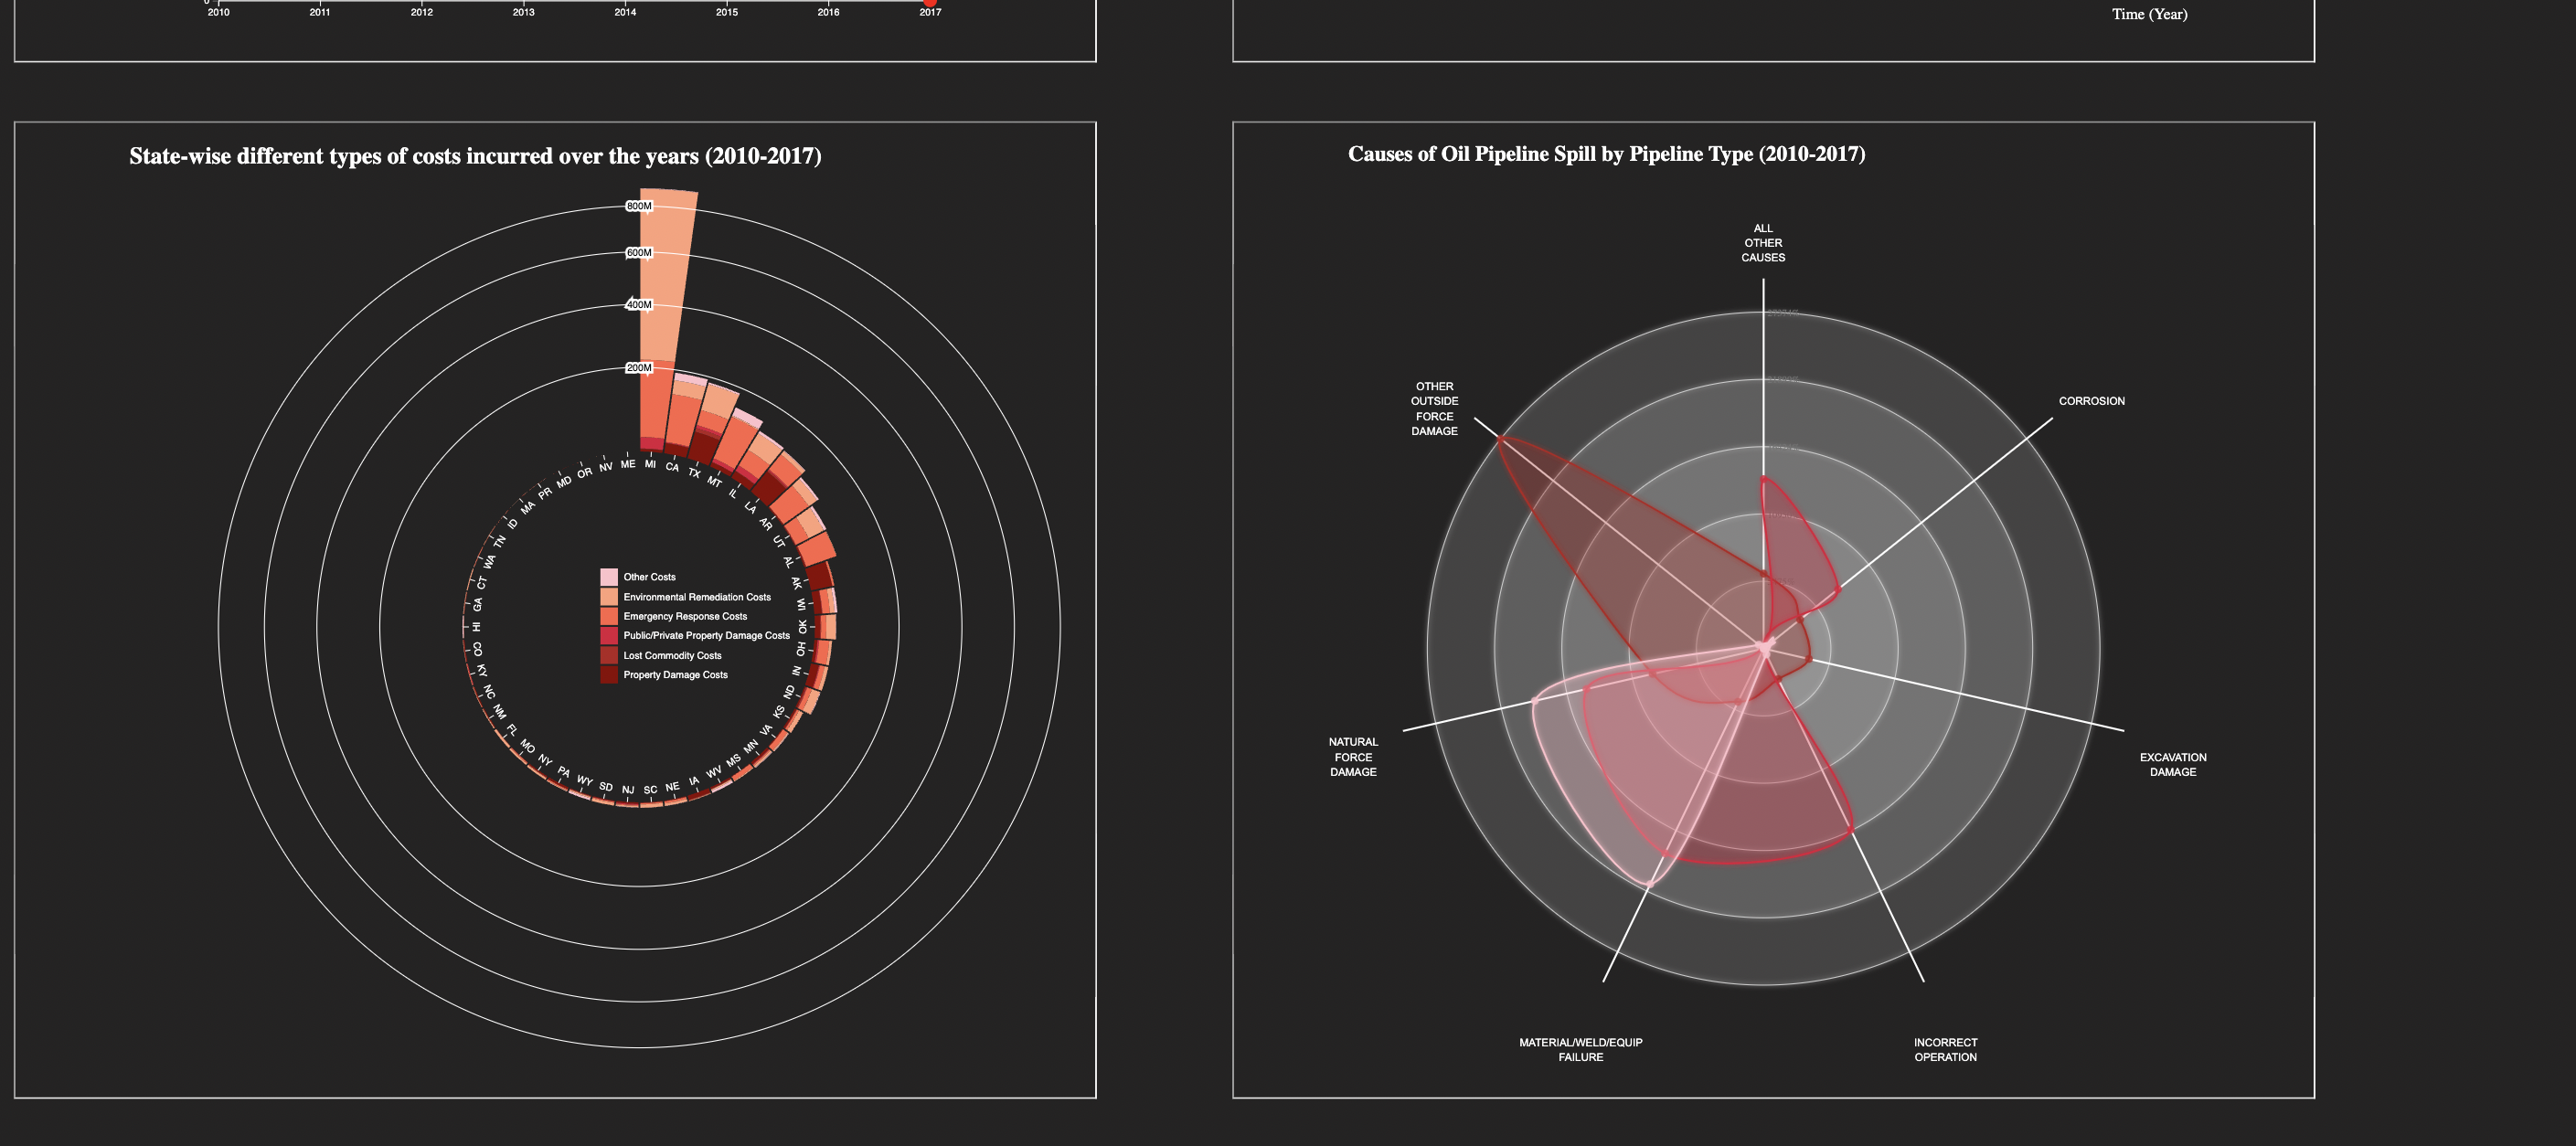 0
2010
2011
2012
2013
2014
2015
2016
2017
Time (Year)
State-wise different types of costs incurred over the years (2010-2017)
800M
600M
400M
200M
MI
CA
TX
MT
IL
LA
AR
UT
AL
AK
WI
OK
OH
IN
ND
KS
VA
MN
MS
WV
IA
NE
SC
NJ
SD
WY
PA
NY
MO
FL
NM
NC
KY
CO
HI
GA
CT
WA
TN
ID
MA
PR
MD
OR
NV
ME
Other Costs
Environmental Remediation Costs
Emergency Response Costs
Public/Private Property Damage Costs
Lost Commodity Costs
Property Damage Costs
Causes of Oil Pipeline Spill by Pipeline Type (2010-2017)
ALL
OTHER
CAUSES
CORROSION
EXCAVATION
DAMAGE
INCORRECT
OPERATION
MATERIAL/WELD/EQUIP
FAILURE
NATURAL
FORCE
DAMAGE
OTHER
OUTSIDE
FORCE
DAMAGE